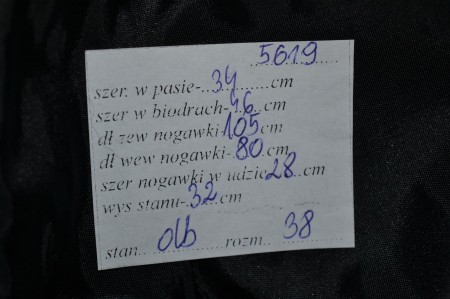 5619
szer. w pasie-34 cm
szer w biodrach-46 cm
dł zew nogawki-105 cm
dł wew nogawki-80 cm
szer nogawki w udzie 28 cm
wys stanu-32 cm
stan olb rozm 38